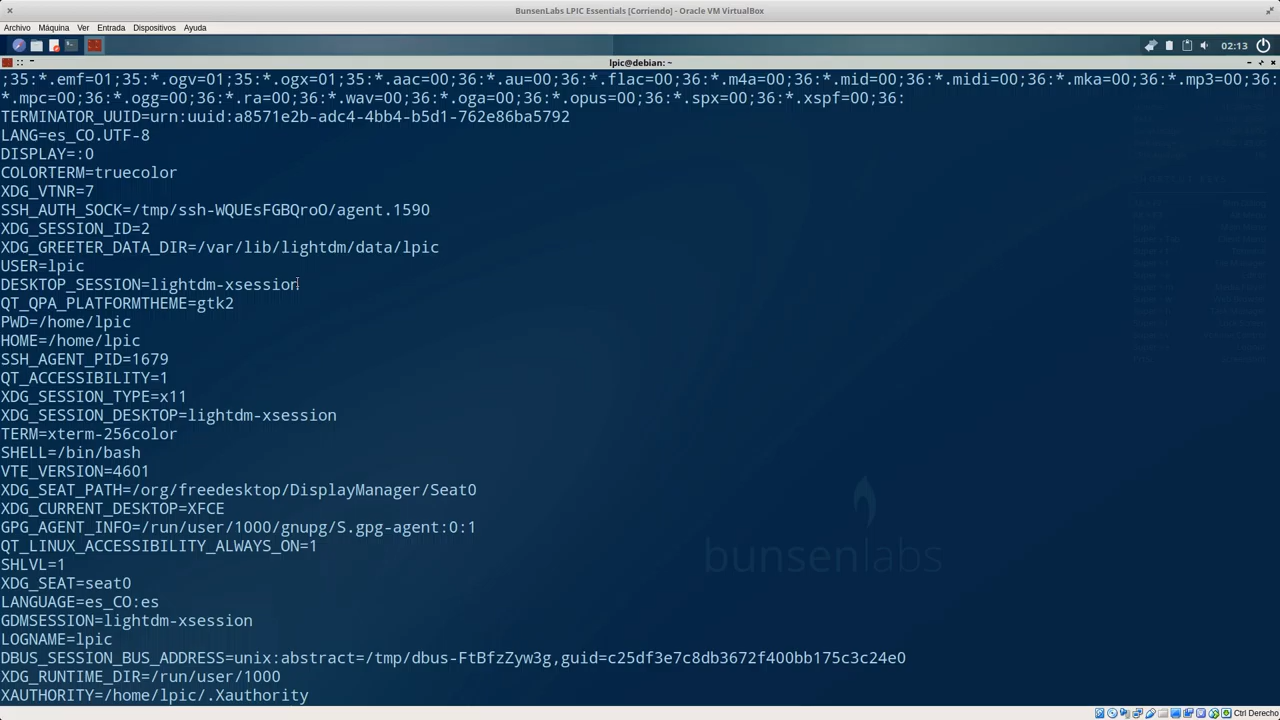 BunsenLabs LPIC Essentials [Corriendo] - Oracle VM VirtualBox
Archivo Máquina Ver Entrada Dispositivos Ayuda
02:13
lpic@debian: ~
;35:*.emf=01;35:*.ogv=01;35:*.ogx=01;35:*.aac=00;36:*.au=00;36:*.flac=00;36:*.m4a=00;36:*.mid=00;36:*.midi=00;36:*.mka=00;36:*.mp3=00;36:
*.mpc=00;36:*.ogg=00;36:*.ra=00;36:*.wav=00;36:*.oga=00;36:*.opus=00;36:*.spx=00;36:*.xspf=00;36:
TERMINATOR_UUID=urn:uuid:a8571e2b-adc4-4bb4-b5d1-762e86ba5792
LANG=es_CO.UTF-8
DISPLAY=:0
COLORTERM=truecolor
XDG_VTNR=7
SSH_AUTH_SOCK=/tmp/ssh-WQUEsFGBQroO/agent.1590
XDG_SESSION_ID=2
XDG_GREETER_DATA_DIR=/var/lib/lightdm/data/lpic
USER=lpic
DESKTOP_SESSION=lightdm-xsession
QT_QPA_PLATFORMTHEME=gtk2
PWD=/home/lpic
HOME=/home/lpic
SSH_AGENT_PID=1679
QT_ACCESSIBILITY=1
XDG_SESSION_TYPE=x11
XDG_SESSION_DESKTOP=lightdm-xsession
TERM=xterm-256color
SHELL=/bin/bash
VTE_VERSION=4601
XDG_SEAT_PATH=/org/freedesktop/DisplayManager/Seat0
XDG_CURRENT_DESKTOP=XFCE
GPG_AGENT_INFO=/run/user/1000/gnupg/S.gpg-agent:0:1
QT_LINUX_ACCESSIBILITY_ALWAYS_ON=1
bunsenlabs
SHLVL=1
XDG_SEAT=seat0
LANGUAGE=es_CO:es
GDMSESSION=lightdm-xsession
LOGNAME=lpic
DBUS_SESSION_BUS_ADDRESS=unix:abstract=/tmp/dbus-FtBfzZyw3g,guid=c25df3e7c8db3672f400bb175c3c24e0
XDG_RUNTIME_DIR=/run/user/1000
XAUTHORITY=/home/lpic/.Xauthority
Ctrl Derecho